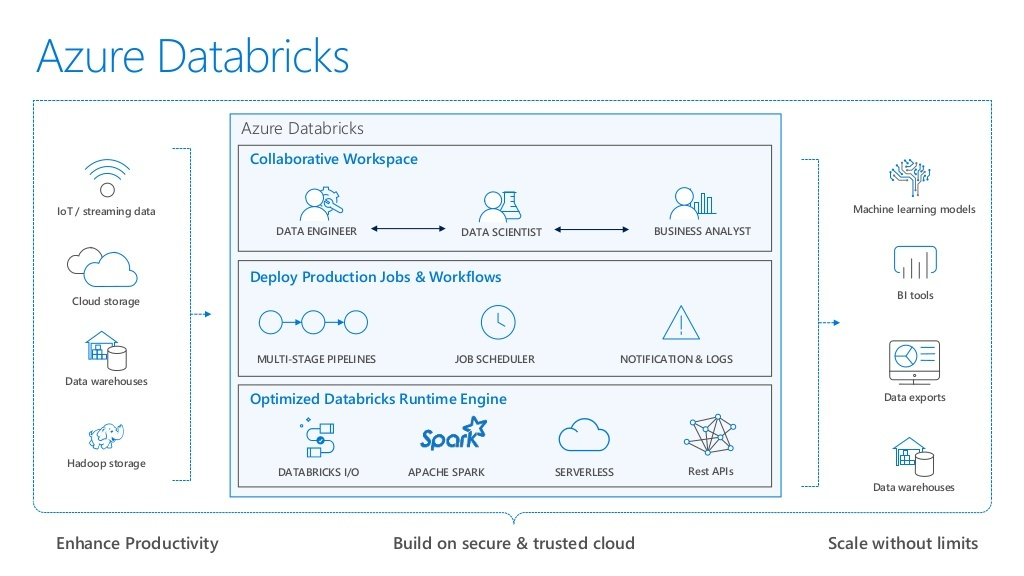 Azure Databricks
Azure Databricks
IoT / streaming data
Cloud storage
Data warehouses
Hadoop storage
Collaborative Workspace
DATA ENGINEER
DATA SCIENTIST
BUSINESS ANALYST
Deploy Production Jobs & Workflows
MULTI-STAGE PIPELINES
JOB SCHEDULER
NOTIFICATION & LOGS
Optimized Databricks Runtime Engine
Spark
DATABRICKS I/O
APACHE SPARK
SERVERLESS
Rest APIs
Machine learning models
BI tools
Data exports
Data warehouses
Enhance Productivity
Build on secure & trusted cloud
Scale without limits